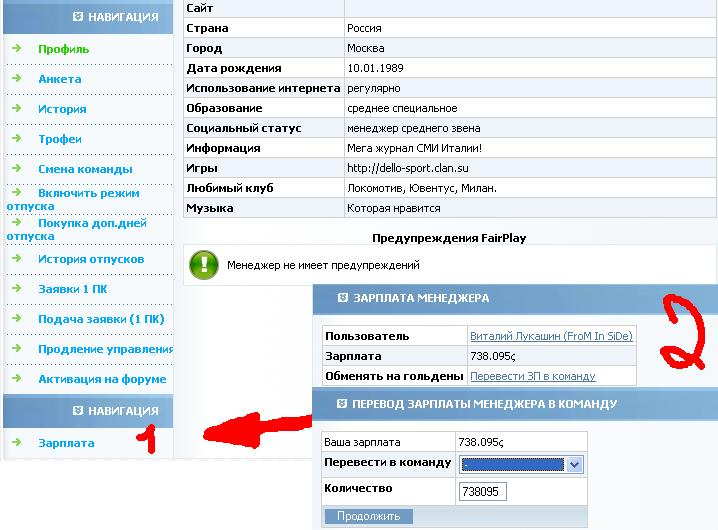 НАВИГАЦИЯ
Профиль
Анкета
История
Трофеи
Смена команды
Включить режим
отпуска
Покупка доп.дней
отпуска
История отпусков
Заявки 1 ПК
Подача заявки (1 ПК)
Продление управления
Активация на форуме
НАВИГАЦИЯ
Зарплата
1
Сайт
Страна Россия
Город Москва
Дата рождения 10.01.1989
Использование интернета регулярно
Образование среднее специальное
Социальный статус менеджер среднего звена
Информация Мега журнал СМИ Италии!
Игры http://dello-sport.clan.su
Любимый клуб Локомотив, Ювентус, Милан.
Музыка Которая нравится
Предупреждения FairPlay
Менеджер не имеет предупреждений
ЗАРПЛАТА МЕНЕДЖЕРА
2
Пользователь Виталий Лукашин (FroM In SiDe)
Зарплата 738.095ç
Обменять на гольдены Перевести ЗП в команду
ПЕРЕВОД ЗАРПЛАТЫ МЕНЕДЖЕРА В КОМАНДУ
Ваша зарплата 738.095ç
Перевести в команду -
Количество 738095
Продолжить